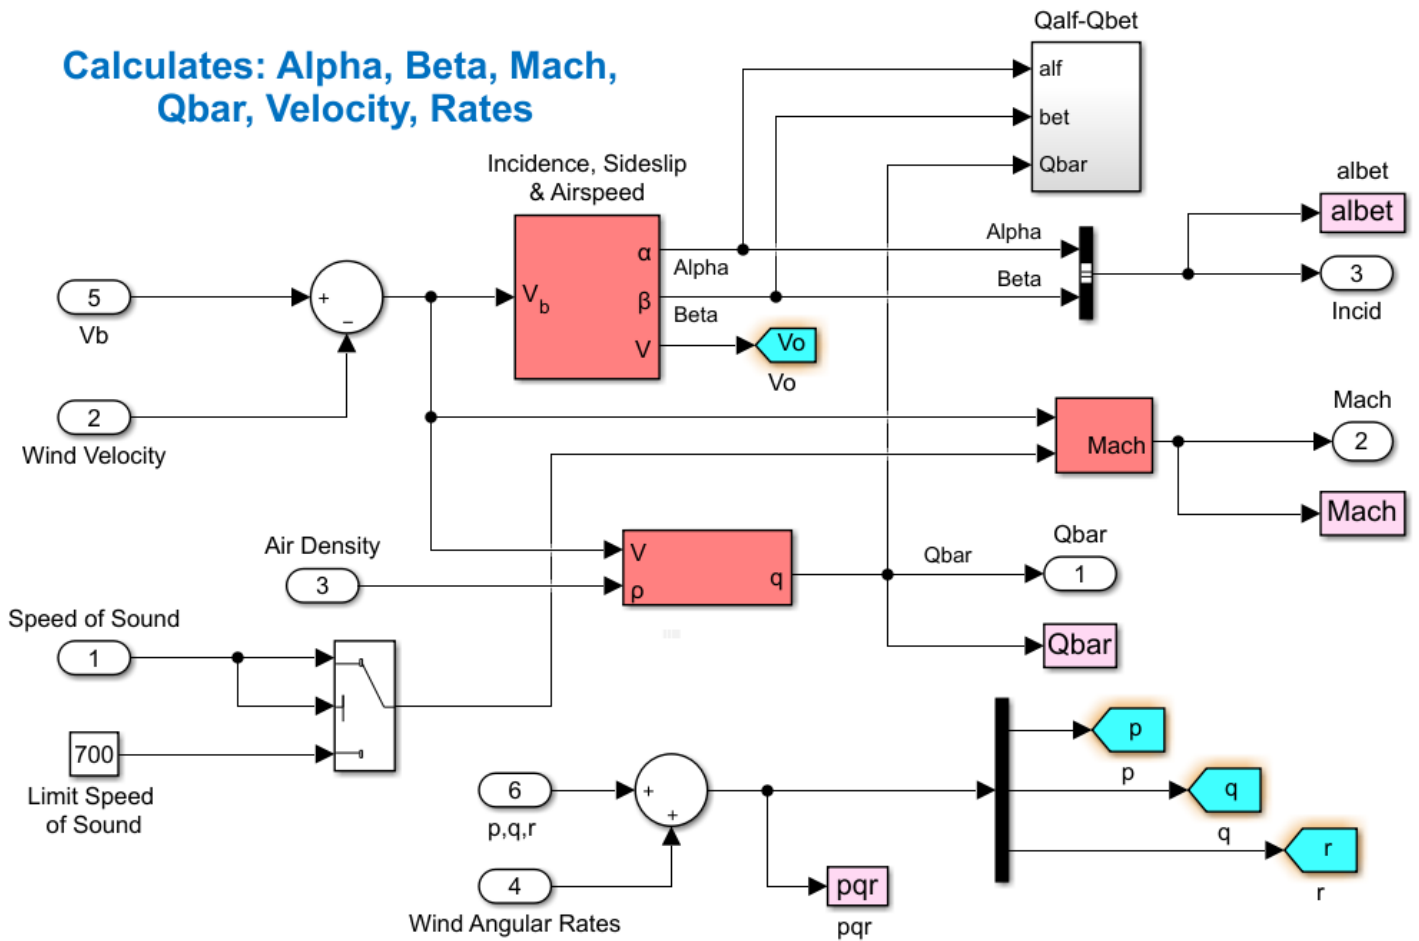 Calculates: Alpha, Beta, Mach,
Qbar, Velocity, Rates
Qalf-Qbet
alf
bet
Qbar
Incidence, Sideslip
& Airspeed
Vb
α
β
V
Alpha
Beta
Vo
Vo
5
Vb
+
−
2
Wind Velocity
Alpha
Beta
albet
albet
3
Incid
Mach
Mach
2
Mach
Air Density
3
V
ρ
q
Qbar
Qbar
1
Qbar
Speed of Sound
1
700
Limit Speed
of Sound
6
p,q,r
+
+
4
Wind Angular Rates
pqr
pqr
p
p
q
q
r
r